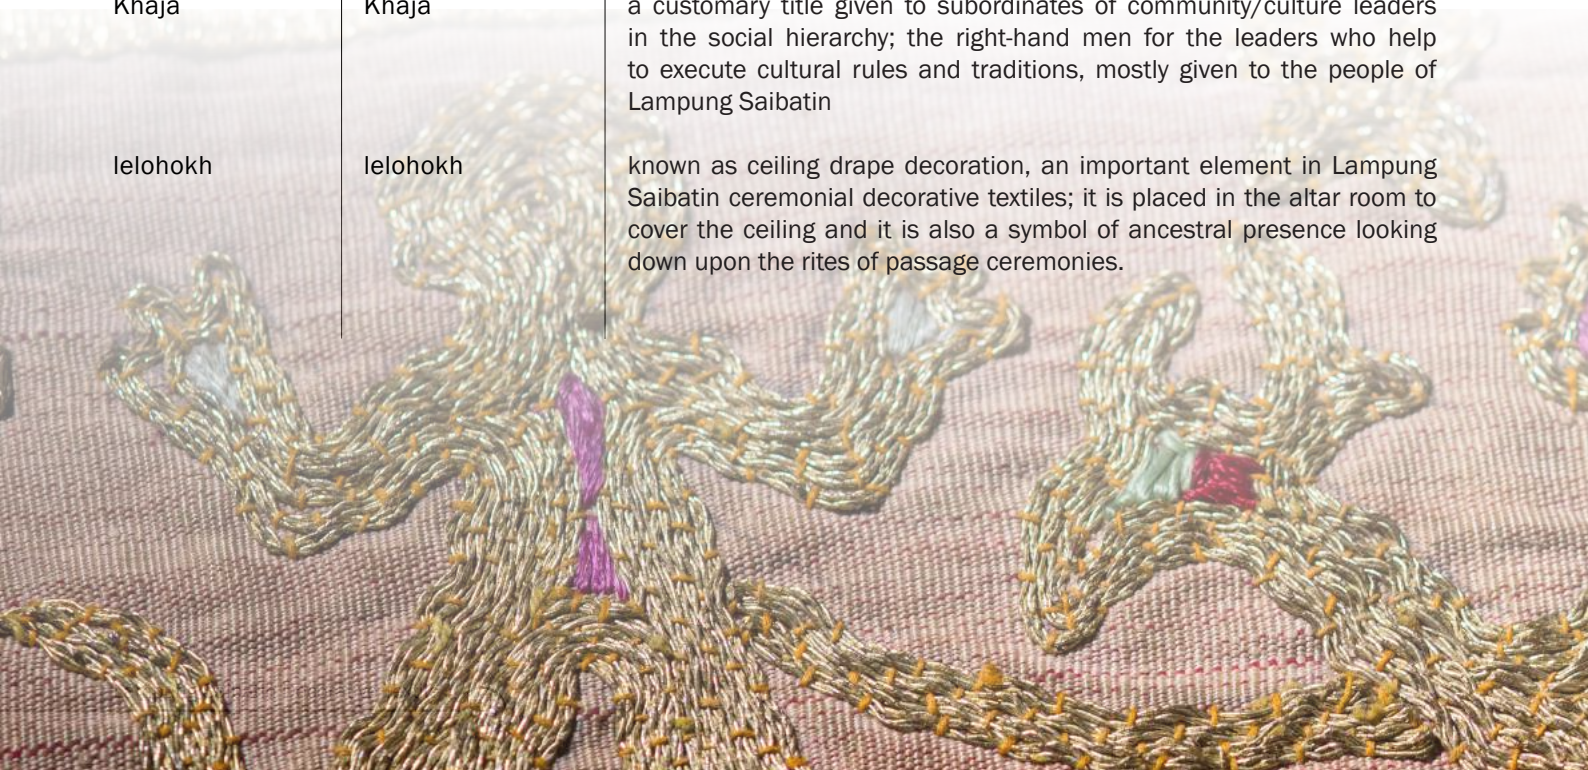 Khaja Khaja a customary title given to subordinates of community/culture leaders
in the social hierarchy; the right-hand men for the leaders who help
to execute cultural rules and traditions, mostly given to the people of
Lampung Saibatin
lelohokh lelohokh known as ceiling drape decoration, an important element in Lampung
Saibatin ceremonial decorative textiles; it is placed in the altar room to
cover the ceiling and it is also a symbol of ancestral presence looking
down upon the rites of passage ceremonies.